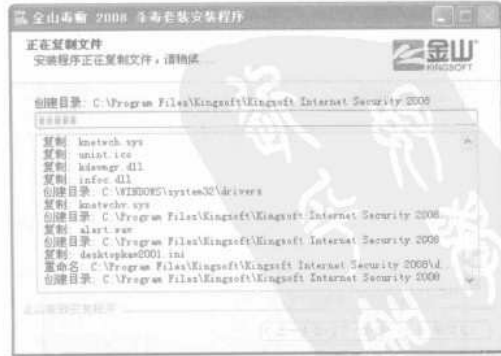 金山毒霸 2008 杀毒套装安装程序
正在复制文件
安装程序正在复制文件，请稍候...
金山
KINGSOFT
创建目录: C:\Program Files\Kingsoft\Kingsoft Internet Security 2008
复制: knetwch.sys
复制: unint.ico
复制: kdevmgr.dll
复制: infoc.dll
创建目录: C:\WINDOWS\system32\drivers
复制: knetwchv.sys
创建目录: C:\Program Files\Kingsoft\Kingsoft Internet Security 2008
复制: alert.wav
创建目录: C:\Program Files\Kingsoft\Kingsoft Internet Security 2008
复制: desktopkav2001.ini
重命名: C:\Program Files\Kingsoft\Kingsoft Internet Security 2008\d
创建目录: C:\Program Files\Kingsoft\Kingsoft Internet Security 2008